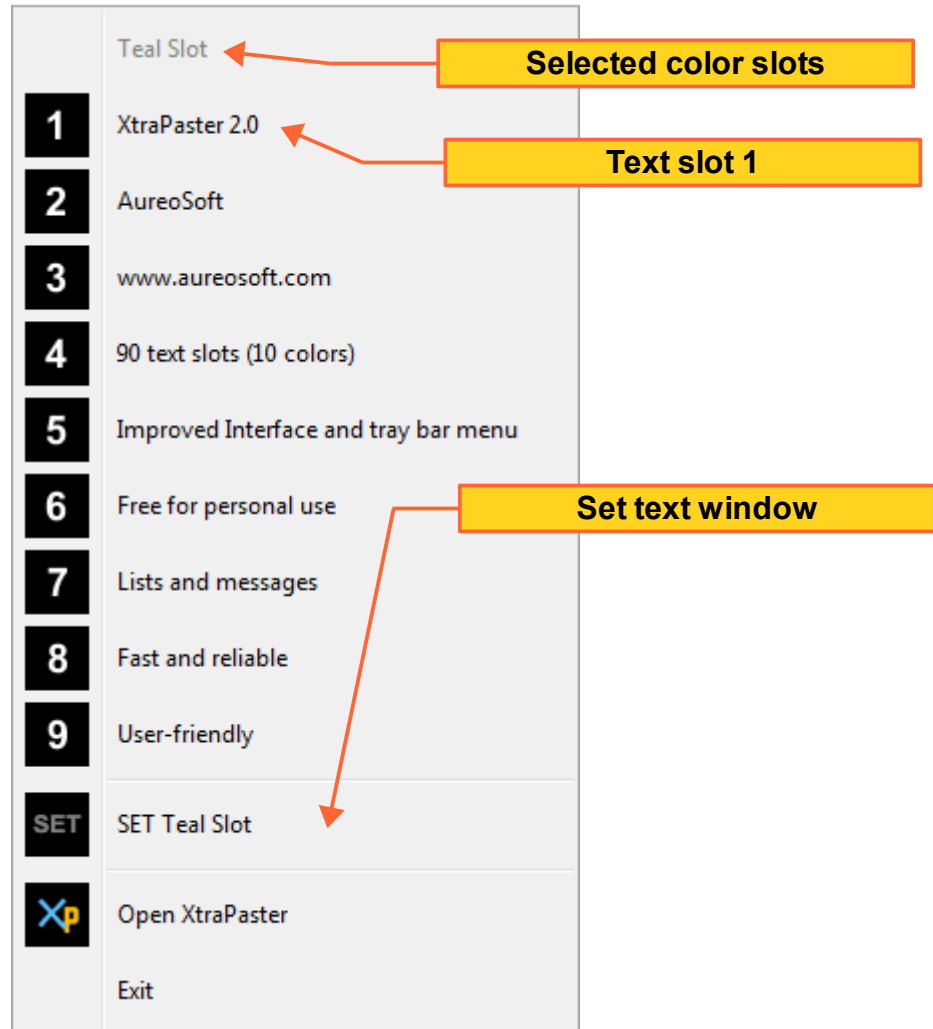 Teal Slot
Selected color slots
1 XtraPaster 2.0
Text slot 1
2 AureoSoft
3 www.aureosoft.com
4 90 text slots (10 colors)
5 Improved Interface and tray bar menu
6 Free for personal use
Set text window
7 Lists and messages
8 Fast and reliable
9 User-friendly
SET SET Teal Slot
Xp Open XtraPaster
Exit